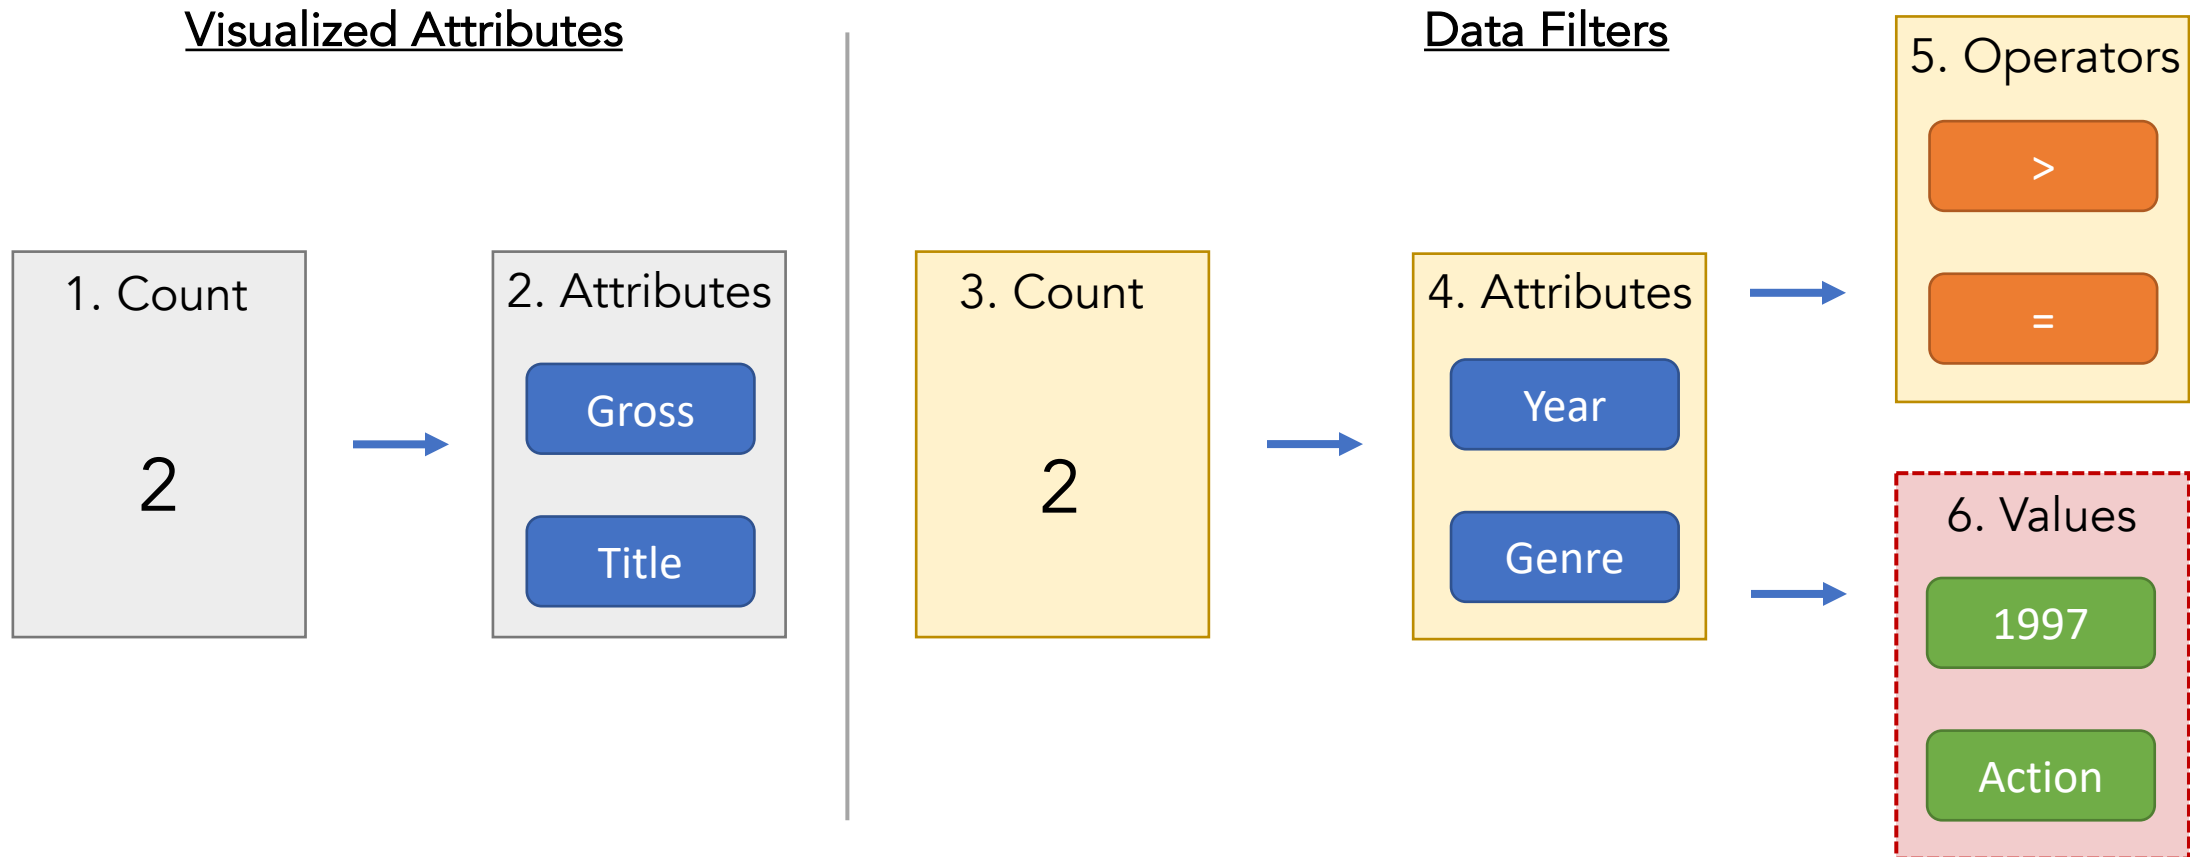 Visualized Attributes
1. Count
2
2. Attributes
Gross
Title
Data Filters
3. Count
2
4. Attributes
Year
Genre
5. Operators
>
=
6. Values
1997
Action